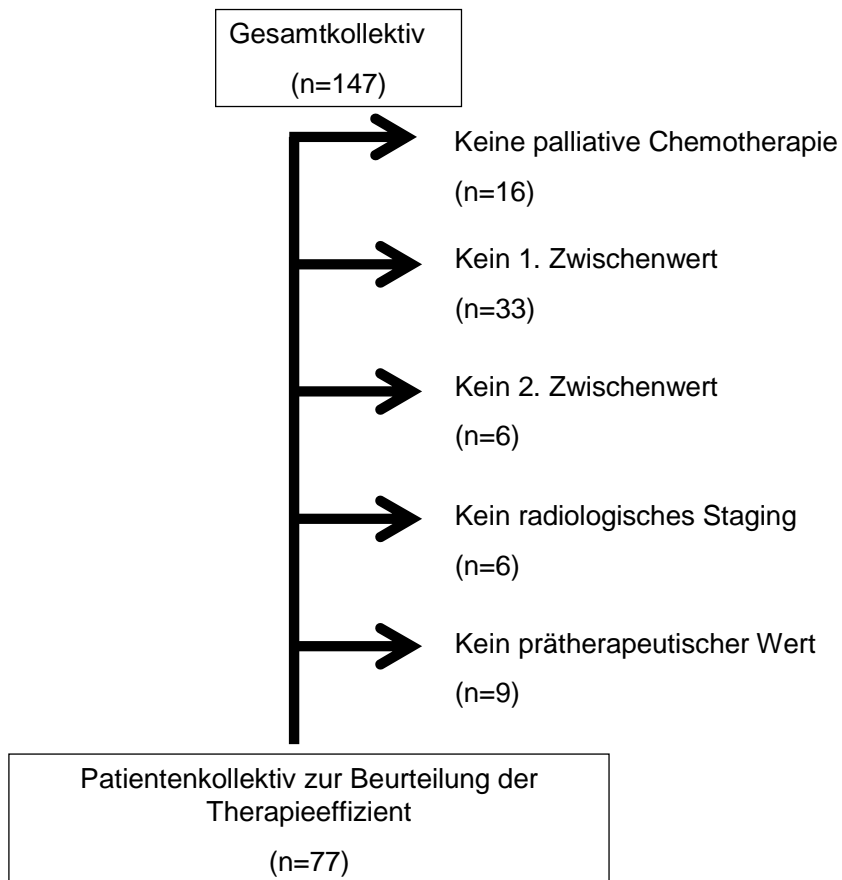 Gesamtkollektiv
(n=147)
Keine palliative Chemotherapie
(n=16)
Kein 1. Zwischenwert
(n=33)
Kein 2. Zwischenwert
(n=6)
Kein radiologisches Staging
(n=6)
Kein prätherapeutischer Wert
(n=9)
Patientenkollektiv zur Beurteilung der
Therapieeffizient
(n=77)